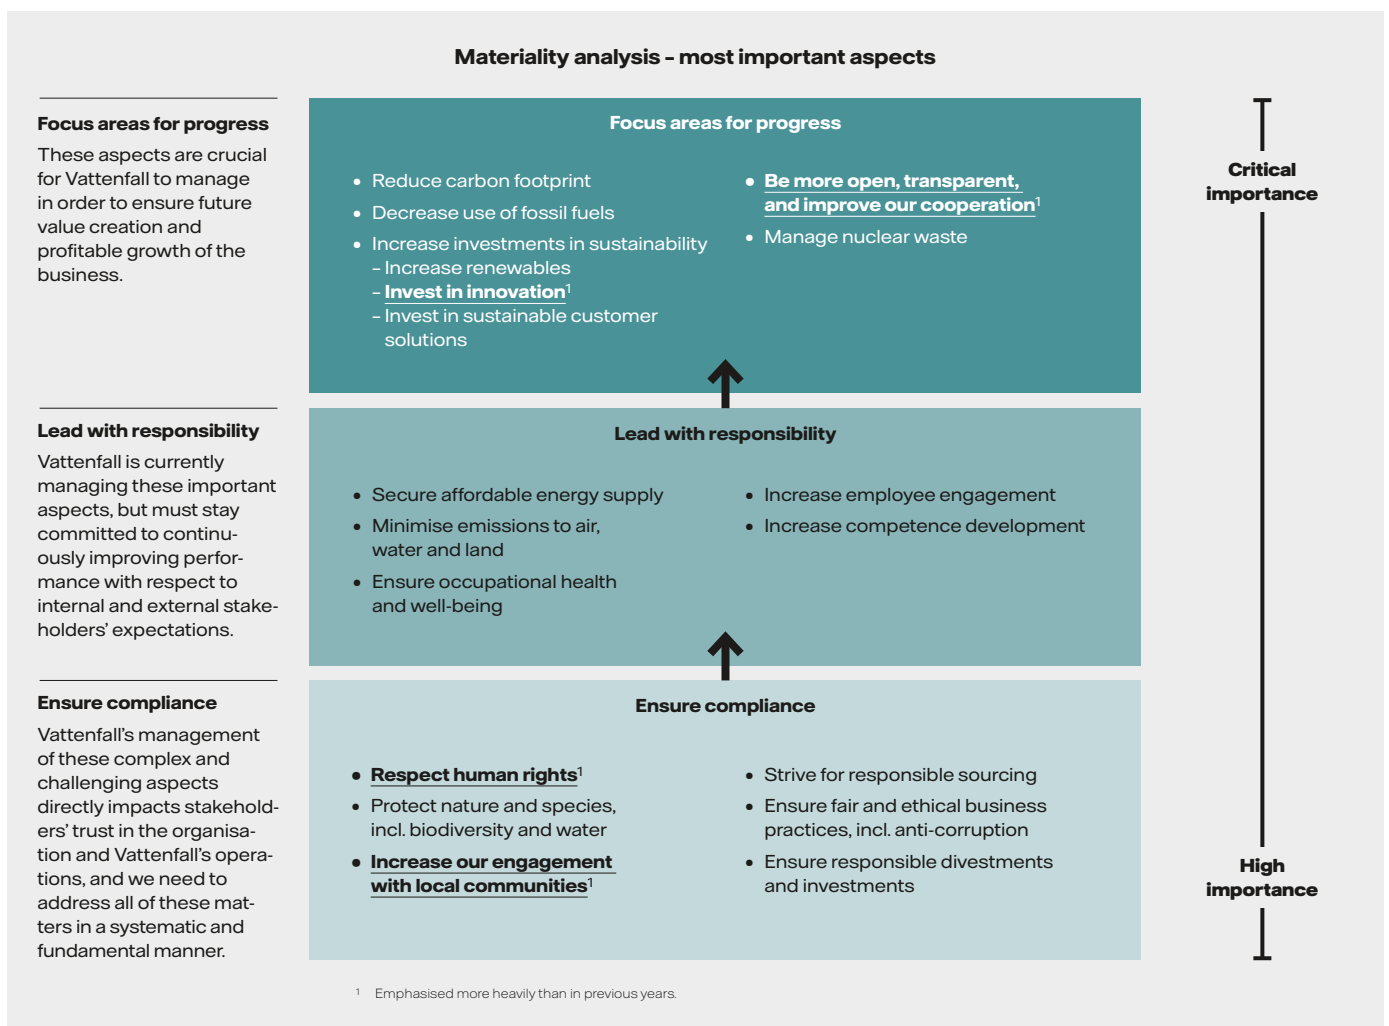 Materiality analysis – most important aspects
Focus areas for progress
These aspects are crucial
for Vattenfall to manage
in order to ensure future
value creation and
profitable growth of the
business.
Focus areas for progress
• Reduce carbon footprint
• Decrease use of fossil fuels
• Increase investments in sustainability
– Increase renewables
– Invest in innovation¹
– Invest in sustainable customer
solutions
• Be more open, transparent,
and improve our cooperation¹
• Manage nuclear waste
Critical
importance
Lead with responsibility
Vattenfall is currently
managing these important
aspects, but must stay
committed to continu-
ously improving perfor-
mance with respect to
internal and external stake-
holders’ expectations.
Lead with responsibility
• Secure affordable energy supply
• Minimise emissions to air,
water and land
• Ensure occupational health
and well-being
• Increase employee engagement
• Increase competence development
Ensure compliance
Vattenfall’s management
of these complex and
challenging aspects
directly impacts stakehold-
ers’ trust in the organisa-
tion and Vattenfall’s opera-
tions, and we need to
address all of these mat-
ters in a systematic and
fundamental manner.
Ensure compliance
• Respect human rights¹
• Protect nature and species,
incl. biodiversity and water
• Increase our engagement
with local communities¹
• Strive for responsible sourcing
• Ensure fair and ethical business
practices, incl. anti-corruption
• Ensure responsible divestments
and investments
High
importance
¹ Emphasised more heavily than in previous years.